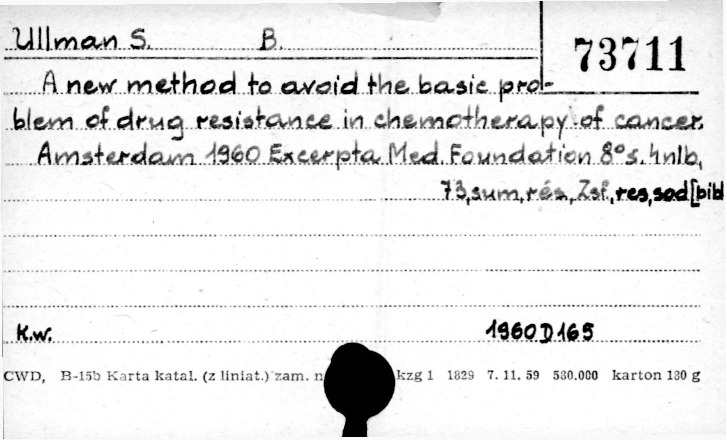 Ullman S. B.
73711
A new method to avoid the basic pro-
blem of drug resistance in chemotherapy of cancer.
Amsterdam 1960 Excerpta Med. Foundation 8° s. 4nlb,
73, sum, rés, Zsf, res, sod [bibl
K.w. 1960 D 165
CWD, B-15b Karta katal. (z liniat.) zam. n kzg 1 1829 7. 11. 59 580.000 karton 180 g